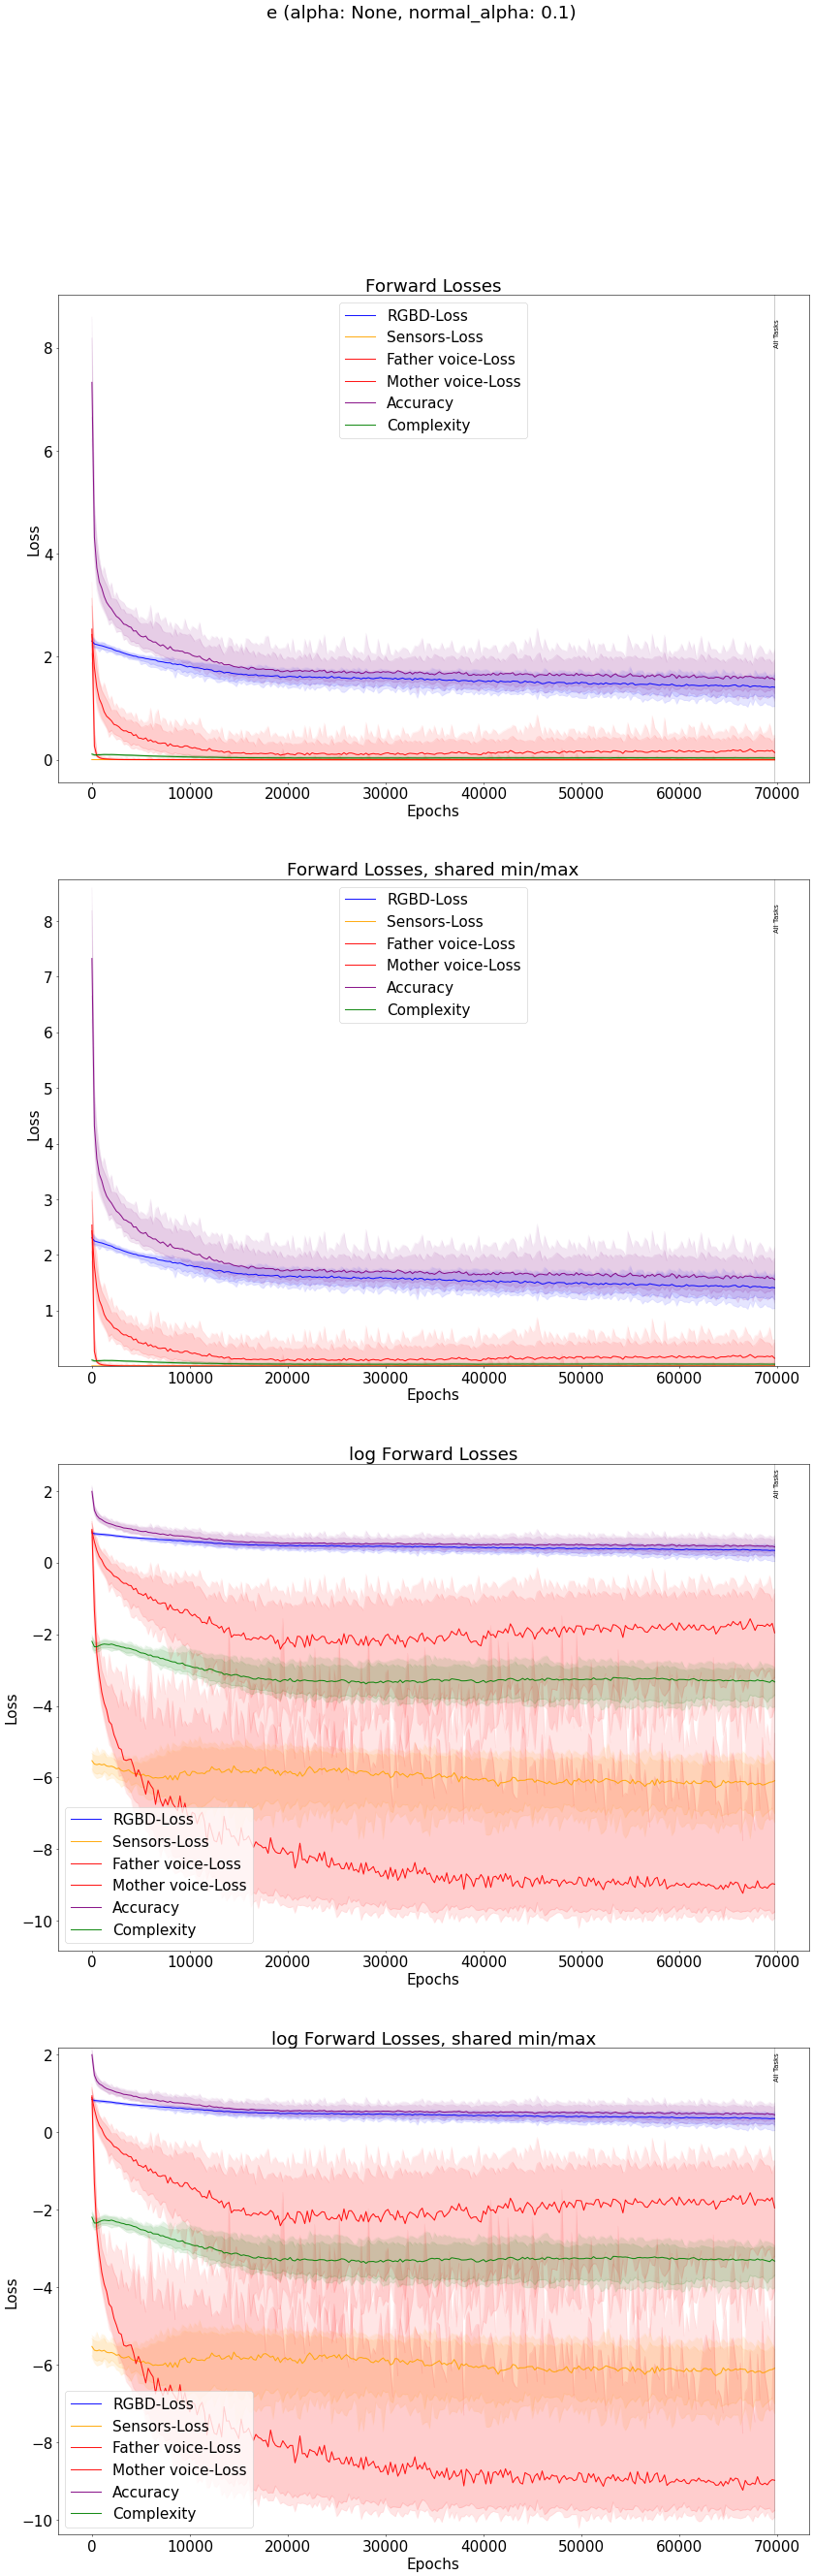 e (alpha: None, normal_alpha: 0.1)
Forward Losses
RGBD-Loss
Sensors-Loss
Father voice-Loss
Mother voice-Loss
Accuracy
Complexity
All Tasks
8
6
4
2
0
Loss
0 10000 20000 30000 40000 50000 60000 70000
Epochs
Forward Losses, shared min/max
RGBD-Loss
Sensors-Loss
Father voice-Loss
Mother voice-Loss
Accuracy
Complexity
All Tasks
8
7
6
5
4
3
2
1
Loss
0 10000 20000 30000 40000 50000 60000 70000
Epochs
log Forward Losses
All Tasks
2
0
−2
−4
−6
−8
−10
Loss
RGBD-Loss
Sensors-Loss
Father voice-Loss
Mother voice-Loss
Accuracy
Complexity
0 10000 20000 30000 40000 50000 60000 70000
Epochs
log Forward Losses, shared min/max
All Tasks
2
0
−2
−4
−6
−8
−10
Loss
RGBD-Loss
Sensors-Loss
Father voice-Loss
Mother voice-Loss
Accuracy
Complexity
0 10000 20000 30000 40000 50000 60000 70000
Epochs